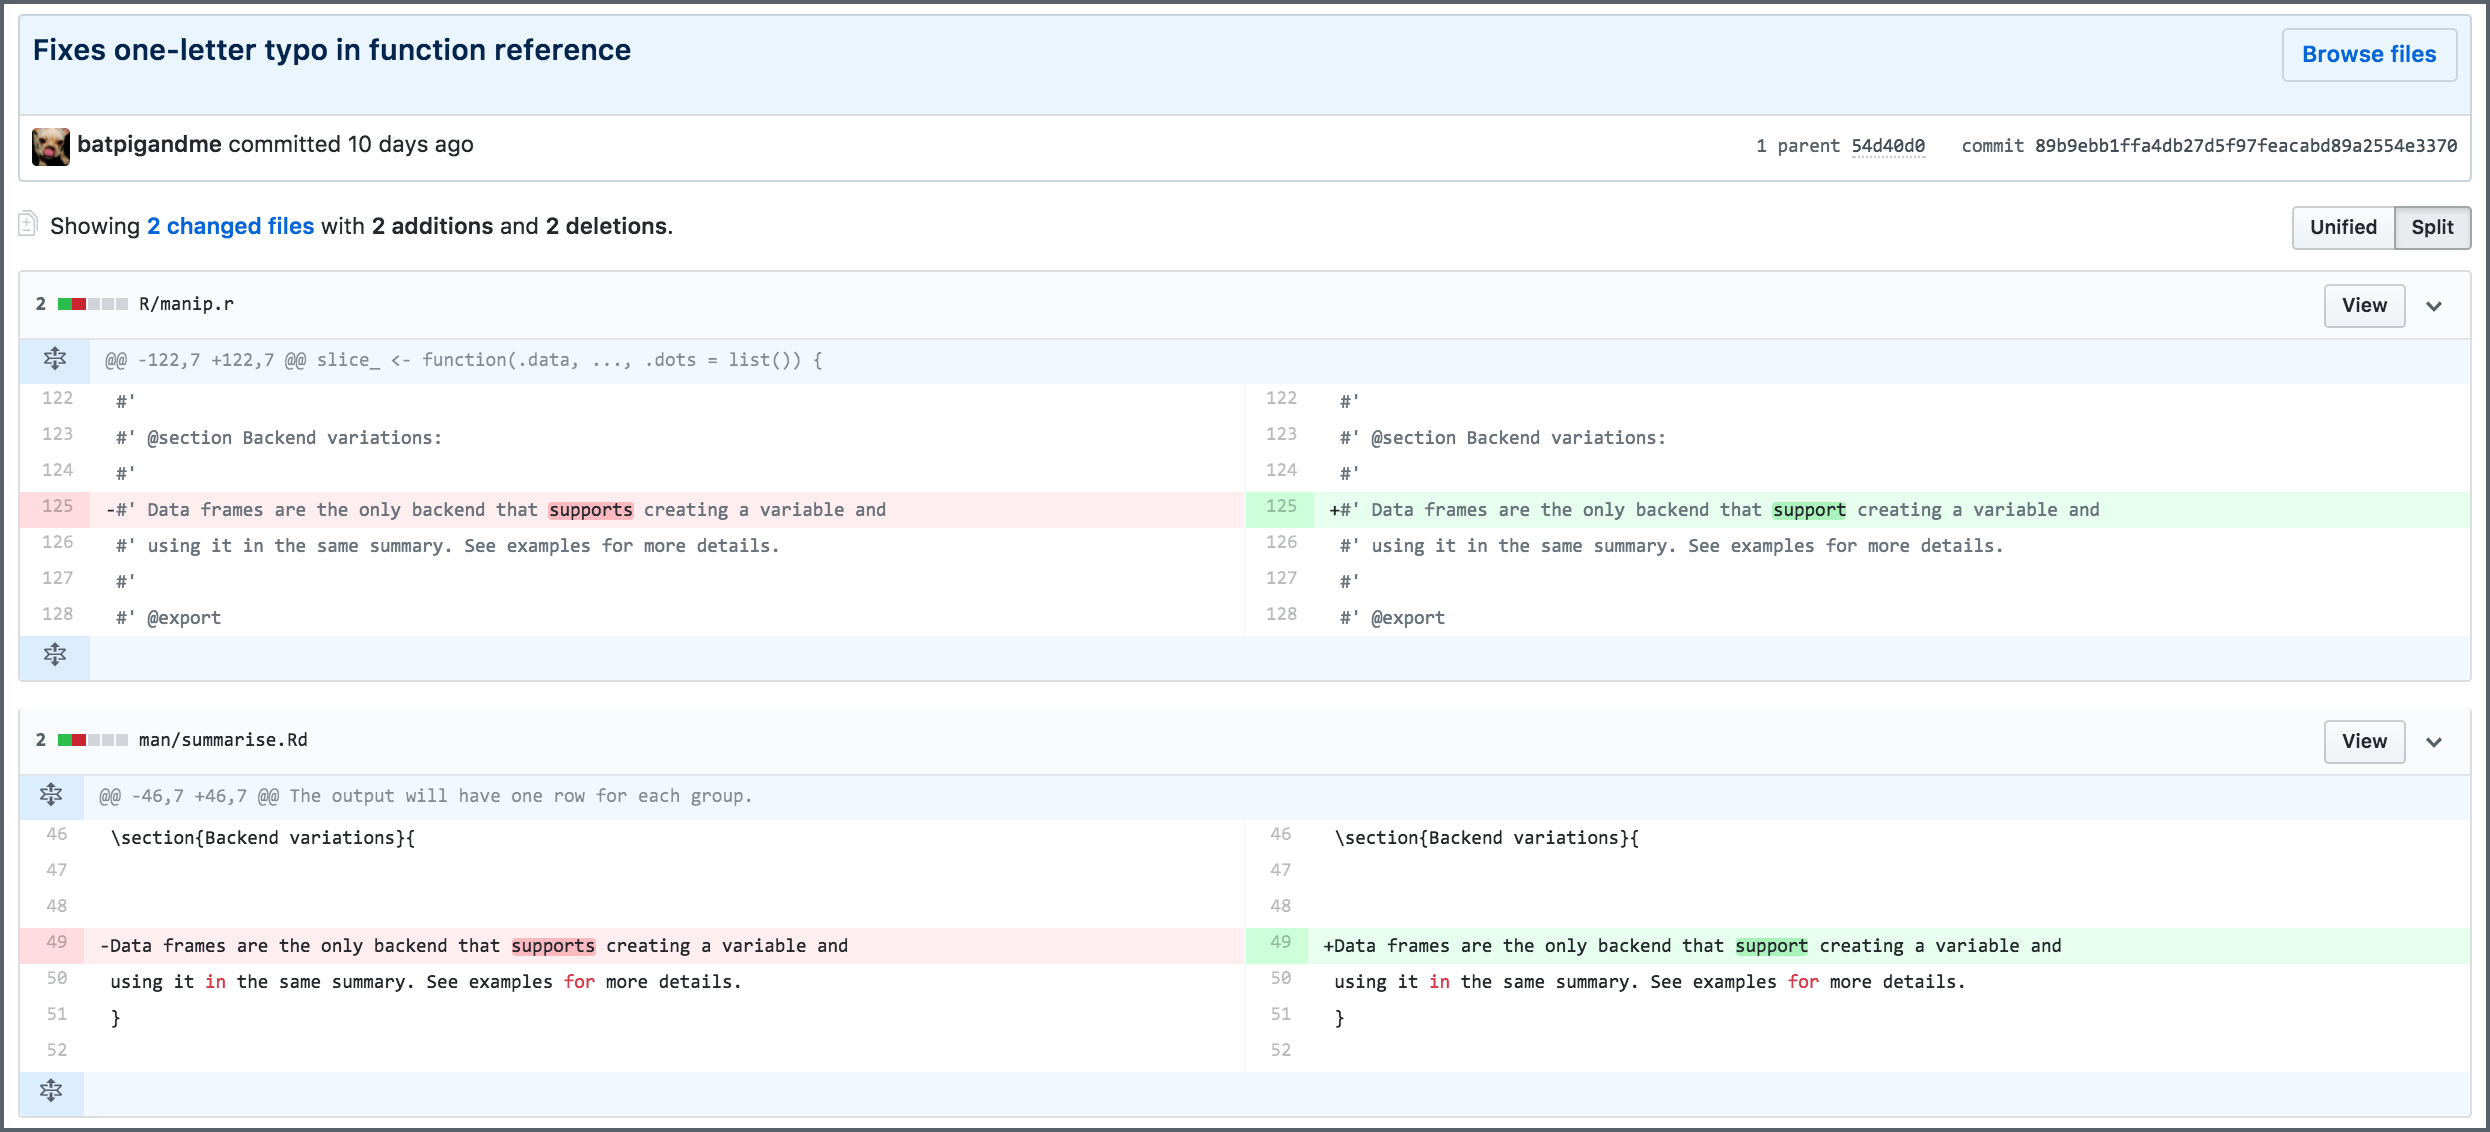 Fixes one-letter typo in function reference
Browse files
batpigandme committed 10 days ago
1 parent 54d40d0 commit 89b9ebb1ffa4db27d5f97feacabd89a2554e3370
Showing 2 changed files with 2 additions and 2 deletions.
Unified Split
2 R/manip.r
View
@@ -122,7 +122,7 @@ slice_ <- function(.data, ..., .dots = list()) {
122 #'
123 #' @section Backend variations:
124 #'
125 -#' Data frames are the only backend that supports creating a variable and
126 #' using it in the same summary. See examples for more details.
127 #'
128 #' @export
122 #'
123 #' @section Backend variations:
124 #'
125 +#' Data frames are the only backend that support creating a variable and
126 #' using it in the same summary. See examples for more details.
127 #'
128 #' @export
2 man/summarise.Rd
View
@@ -46,7 +46,7 @@ The output will have one row for each group.
46 \section{Backend variations}{
47
48
49 -Data frames are the only backend that supports creating a variable and
50 using it in the same summary. See examples for more details.
51 }
52
46 \section{Backend variations}{
47
48
49 +Data frames are the only backend that support creating a variable and
50 using it in the same summary. See examples for more details.
51 }
52